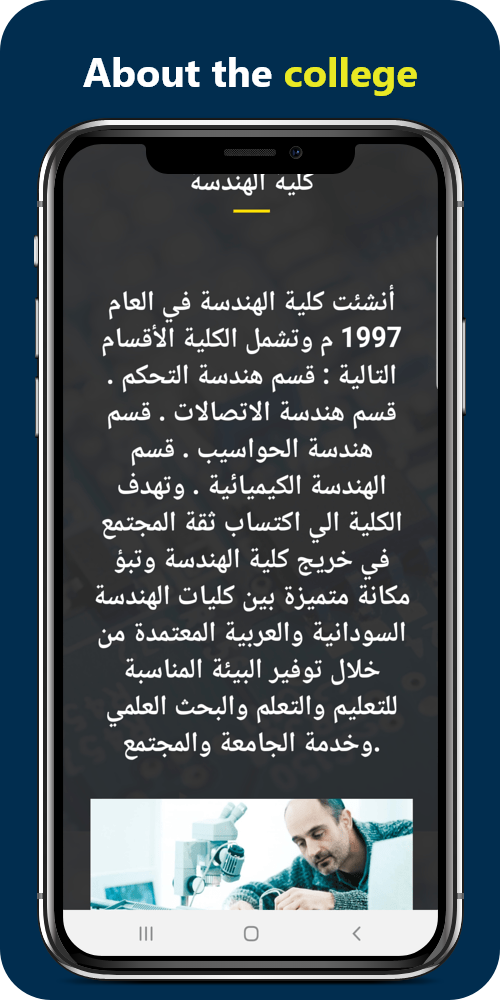 About the college
كلية الهندسة
أنشئت كلية الهندسة في العام
1997 م وتشمل الكلية الأقسام
التالية : قسم هندسة التحكم .
قسم هندسة الاتصالات . قسم
هندسة الحواسيب . قسم
الهندسة الكيميائية . وتهدف
الكلية الي اكتساب ثقة المجتمع
في خريج كلية الهندسة وتبؤ
مكانة متميزة بين كليات الهندسة
السودانية والعربية المعتمدة من
خلال توفير البيئة المناسبة
للتعليم والتعلم والبحث العلمي
وخدمة الجامعة والمجتمع.